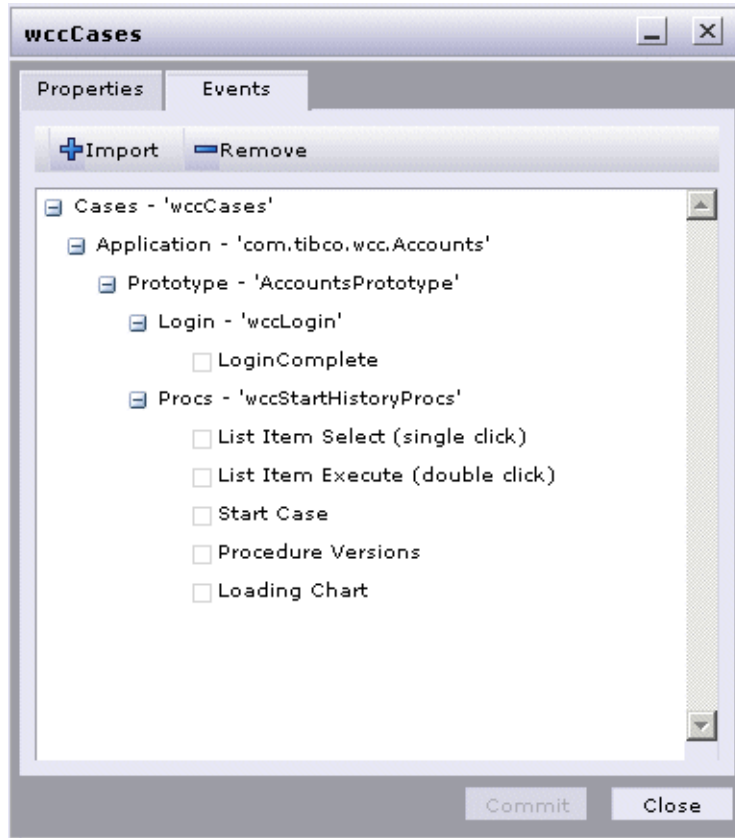 wccCases
Properties Events
Import Remove
Cases - 'wccCases'
Application - 'com.tibco.wcc.Accounts'
Prototype - 'AccountsPrototype'
Login - 'wccLogin'
LoginComplete
Procs - 'wccStartHistoryProcs'
List Item Select (single click)
List Item Execute (double click)
Start Case
Procedure Versions
Loading Chart
Commit Close